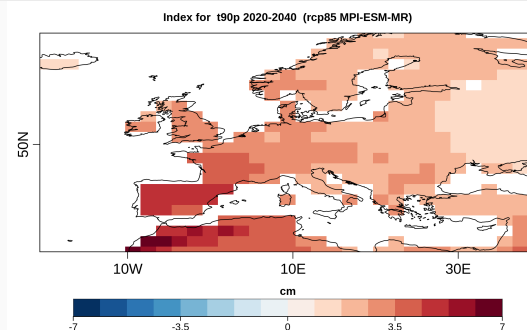 Index for t90p 2020-2040 (rcp85 MPI-ESM-MR)
50N
10W 10E 30E
cm
-7 -3.5 0 3.5 7